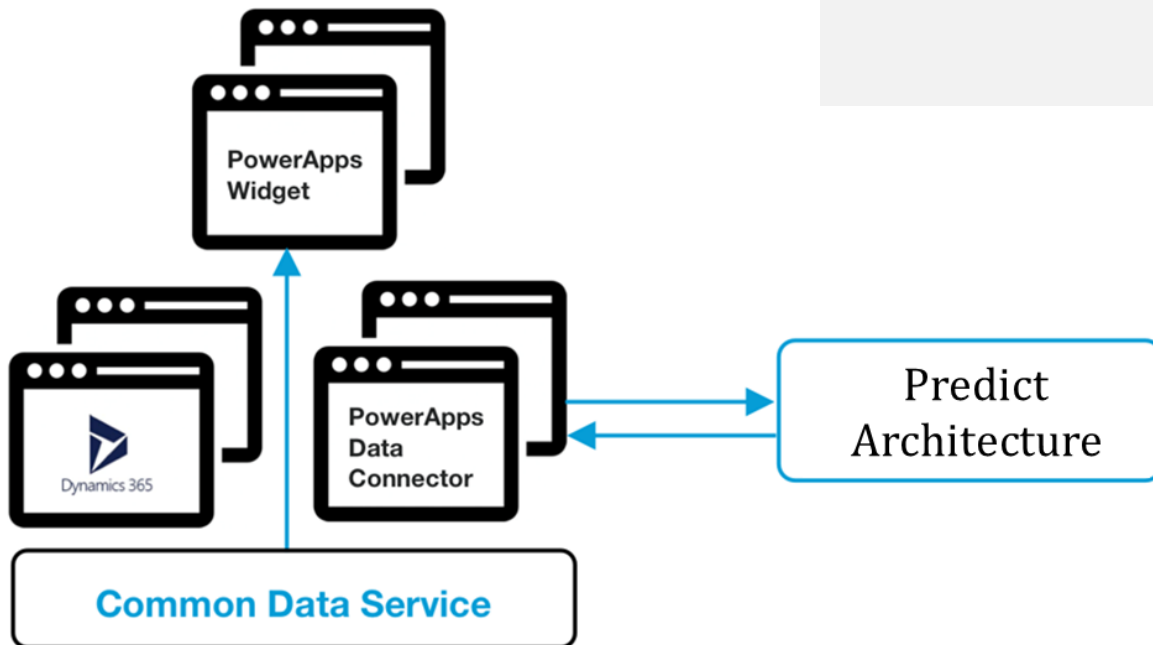 PowerApps
Widget
Dynamics 365
PowerApps
Data
Connector
Predict
Architecture
Common Data Service